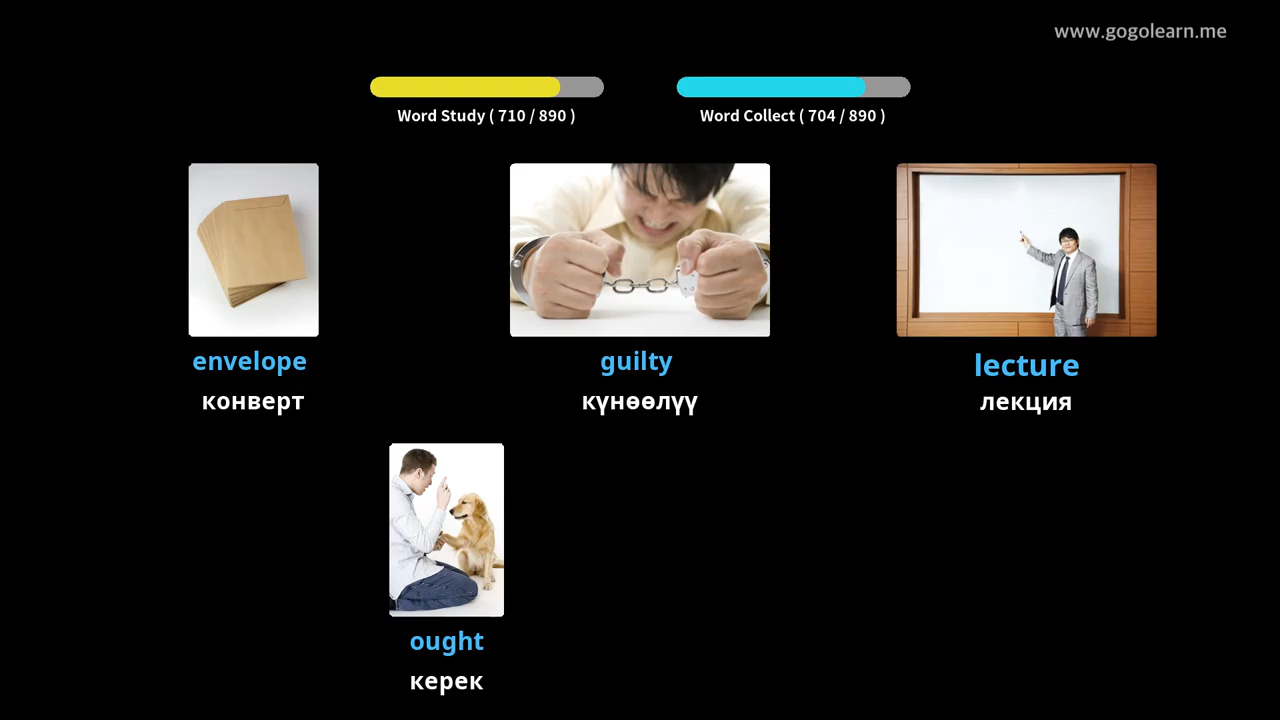 www.gogolearn.me
Word Study ( 710 / 890 )
Word Collect ( 704 / 890 )
envelope
конверт
guilty
күнөөлүү
lecture
лекция
ought
керек